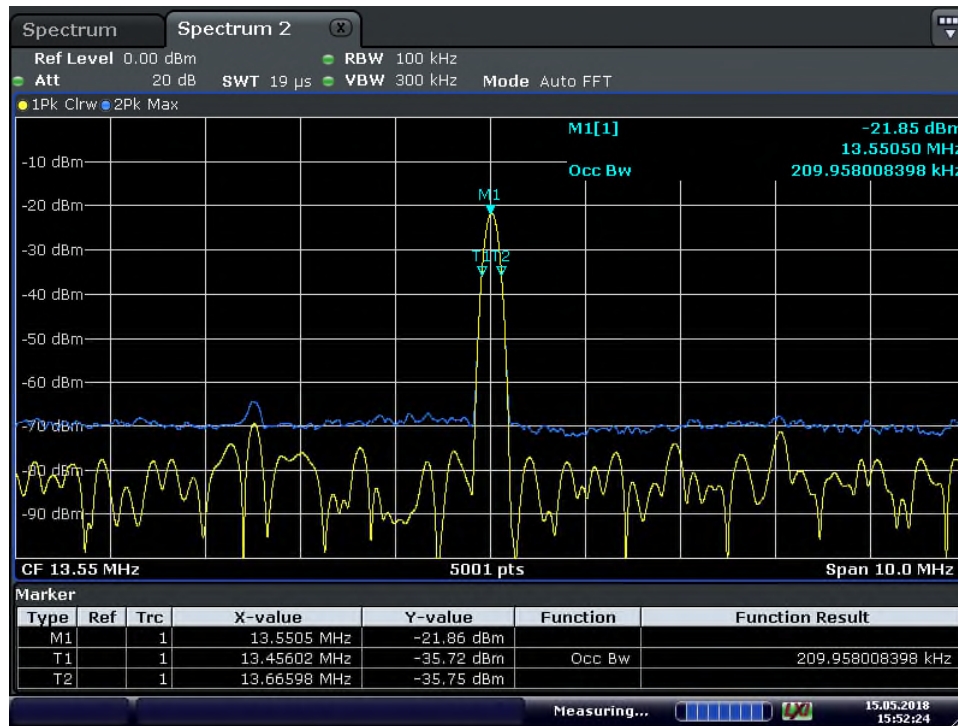 Spectrum Spectrum 2 X
Ref Level 0.00 dBm RBW 100 kHz
Att 20 dB SWT 19 µs VBW 300 kHz Mode Auto FFT
1Pk Clrw 2Pk Max
M1[1] -21.85 dBm
13.55050 MHz
-10 dBm
Occ Bw 209.958008398 kHz
M1
-20 dBm
-30 dBm
T1 T2
-40 dBm
-50 dBm
-60 dBm
-70 dBm
-80 dBm
-90 dBm
CF 13.55 MHz 5001 pts Span 10.0 MHz
Marker
Type Ref Trc X-value Y-value Function Function Result
M1 1 13.5505 MHz -21.86 dBm
T1 1 13.45602 MHz -35.72 dBm Occ Bw 209.958008398 kHz
T2 1 13.66598 MHz -35.75 dBm
Measuring... LXI 15.05.2018
15:52:24